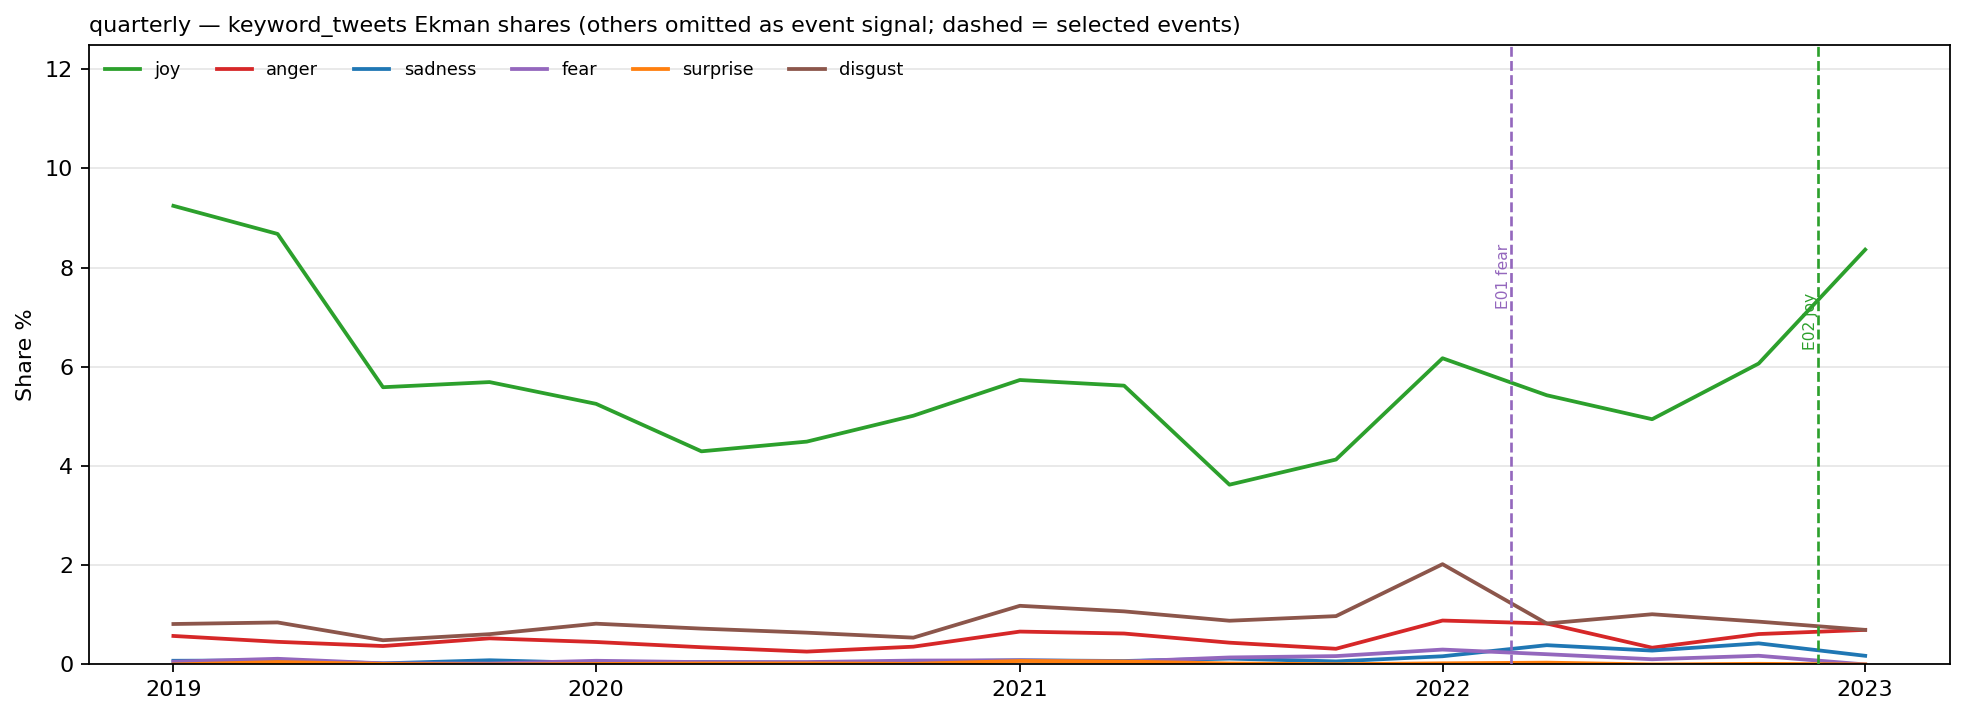 quarterly — keyword_tweets Ekman shares (others omitted as event signal; dashed = selected events)
joy anger sadness fear surprise disgust
12
10
8
6
4
2
0
Share %
E01 fear
E02 joy
2019 2020 2021 2022 2023